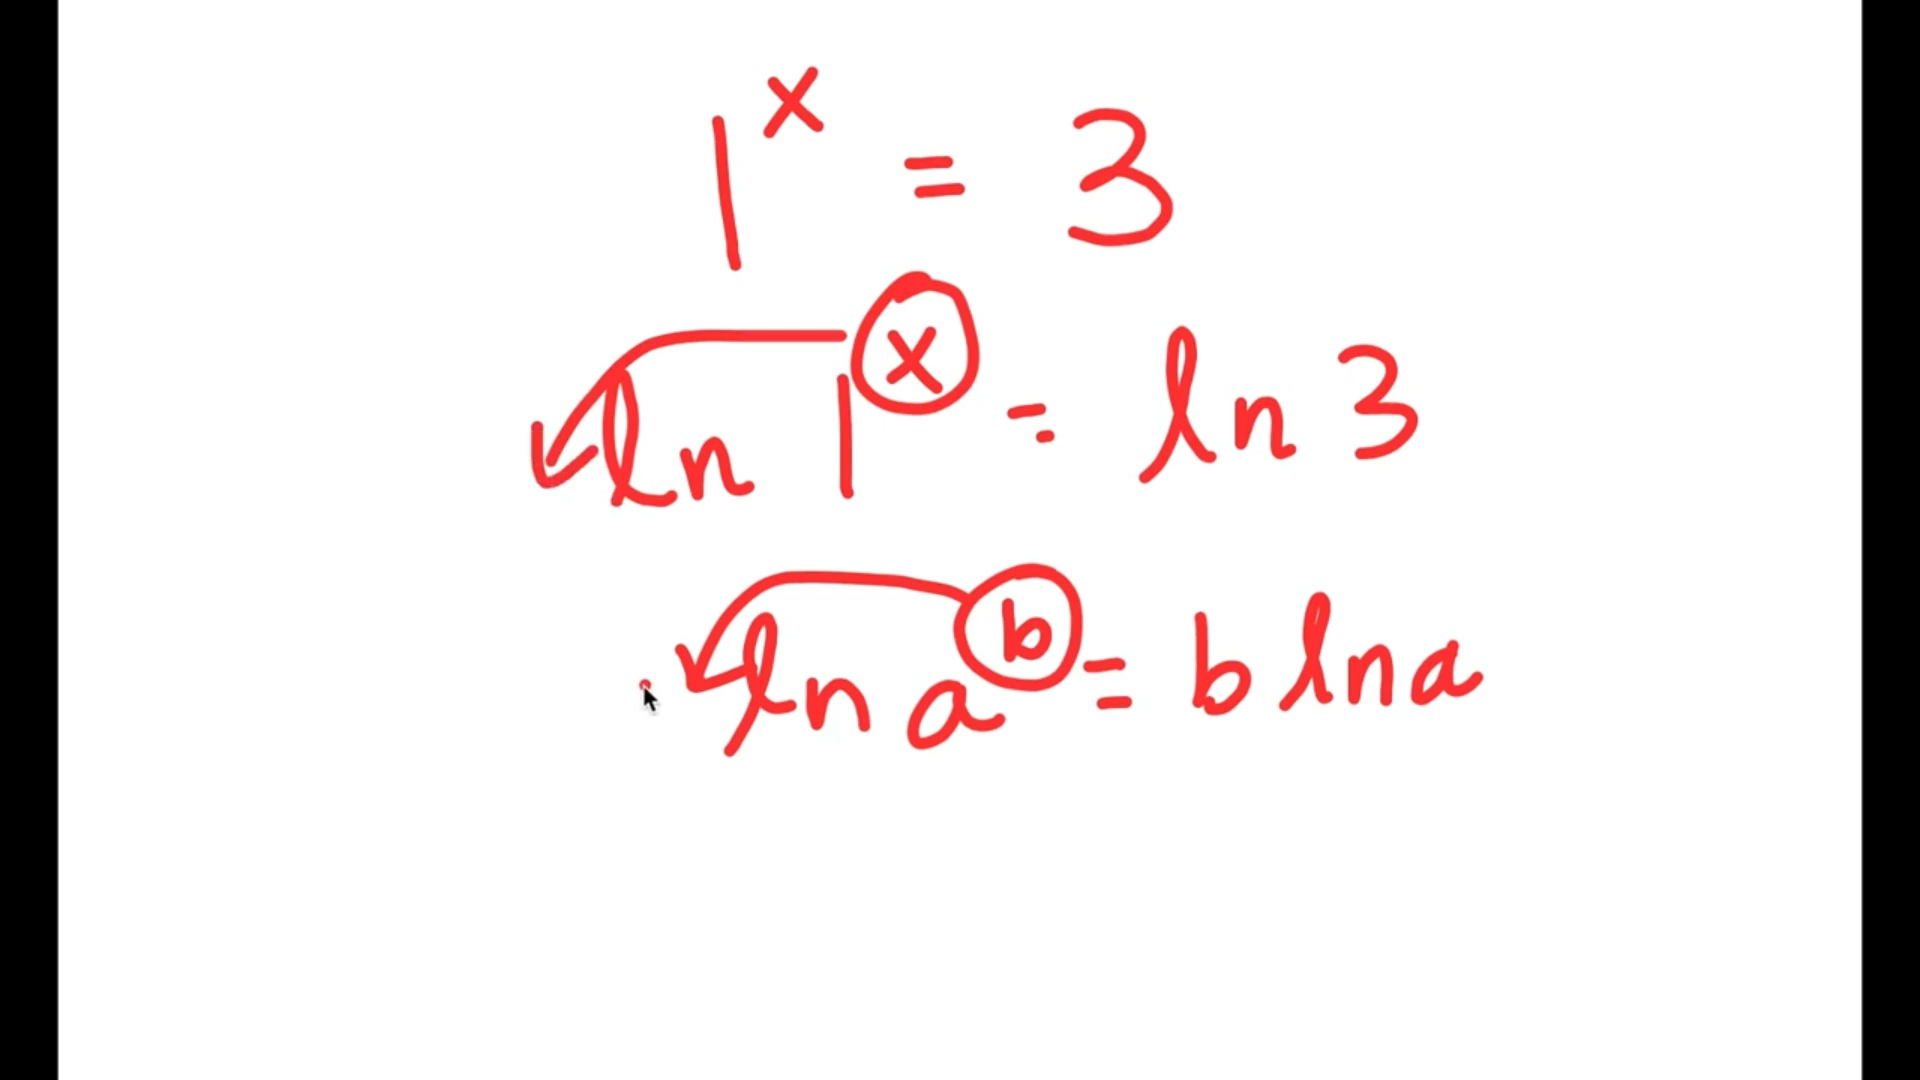 1^x = 3
ln 1^x = ln 3
ln a^b = b ln a